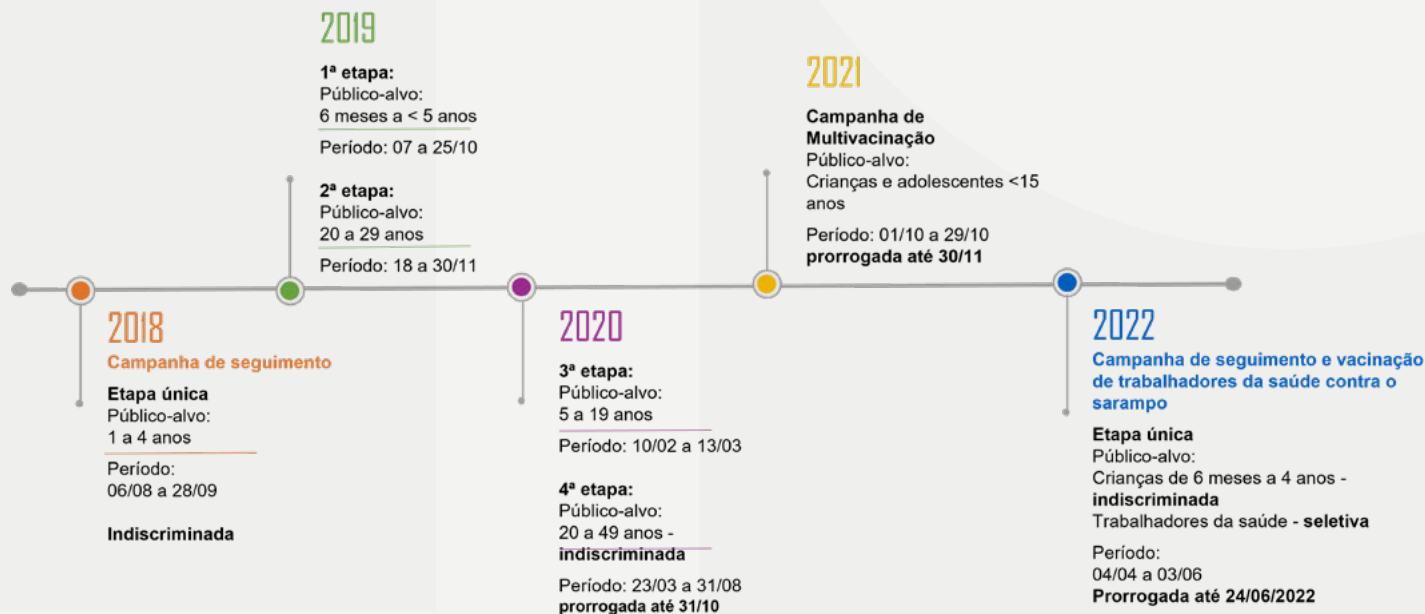 2019
1ª etapa:
Público-alvo:
6 meses a < 5 anos
Período: 07 a 25/10
2ª etapa:
Público-alvo:
20 a 29 anos
Período: 18 a 30/11
2021
Campanha de
Multivacinação
Público-alvo:
Crianças e adolescentes <15
anos
Período: 01/10 a 29/10
prorrogada até 30/11
2018
Campanha de seguimento
Etapa única
Público-alvo:
1 a 4 anos
Período:
06/08 a 28/09
Indiscriminada
2020
3ª etapa:
Público-alvo:
5 a 19 anos
Período: 10/02 a 13/03
4ª etapa:
Público-alvo:
20 a 49 anos -
indiscriminada
Período: 23/03 a 31/08
prorrogada até 31/10
2022
Campanha de seguimento e vacinação
de trabalhadores da saúde contra o
sarampo
Etapa única
Público-alvo:
Crianças de 6 meses a 4 anos -
indiscriminada
Trabalhadores da saúde - seletiva
Período:
04/04 a 03/06
Prorrogada até 24/06/2022